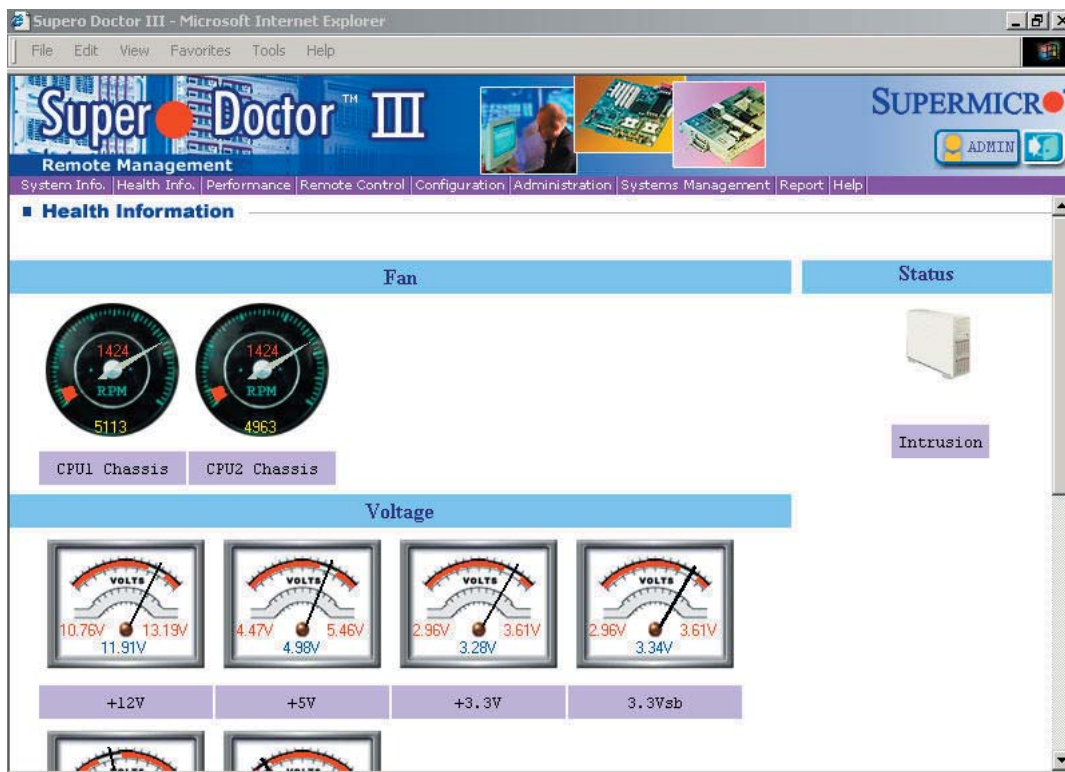 Supero Doctor III - Microsoft Internet Explorer
File Edit View Favorites Tools Help
Super Doctor ™ III
SUPERMICR
Remote Management
ADMIN
System Info. Health Info. Performance Remote Control Configuration Administration Systems Management Report Help
Health Information
Fan
Status
1424
RPM
5113
1424
RPM
4963
CPU1 Chassis
CPU2 Chassis
Intrusion
Voltage
VOLTS
10.76V 13.19V
11.91V
VOLTS
4.47V 5.46V
4.98V
VOLTS
2.96V 3.61V
3.28V
VOLTS
2.96V 3.61V
3.34V
+12V
+5V
+3.3V
3.3Vsb